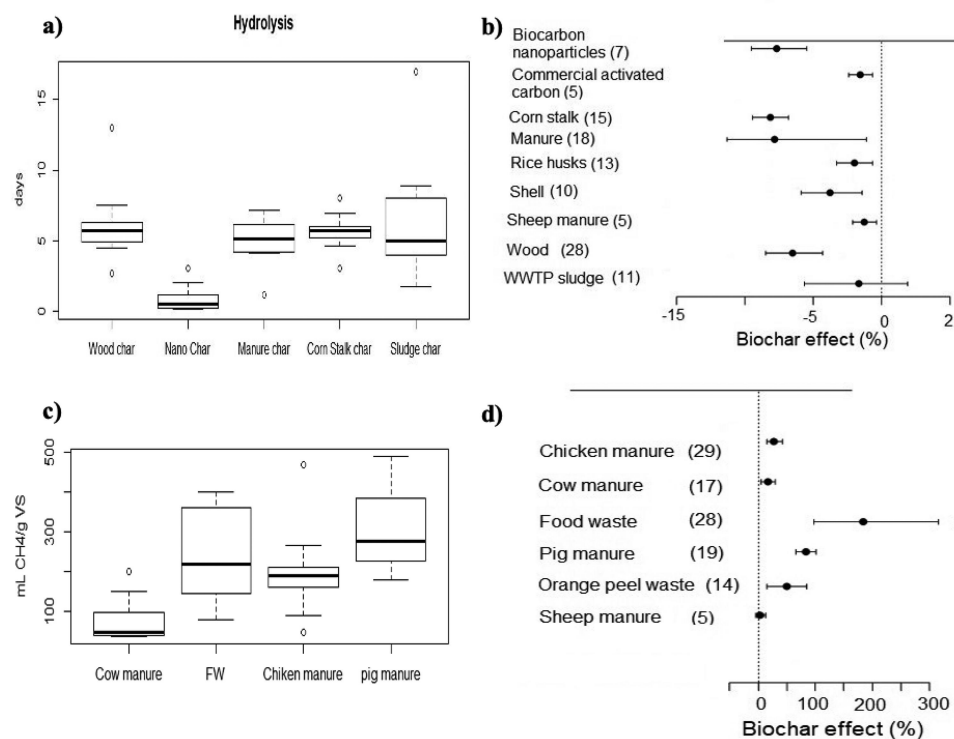 a)
Hydrolysis
days
15
10
5
0
Wood char
Nano Char
Manure char
Corn Stalk char
Sludge char
b)
Biocarbon
nanoparticles (7)
Commercial activated
carbon (5)
Corn stalk (15)
Manure (18)
Rice husks (13)
Shell (10)
Sheep manure (5)
Wood (28)
WWTP sludge (11)
-15
-5
0
2
Biochar effect (%)
c)
mL CH4/g VS
500
300
100
Cow manure
FW
Chiken manure
pig manure
d)
Chicken manure (29)
Cow manure (17)
Food waste (28)
Pig manure (19)
Orange peel waste (14)
Sheep manure (5)
0
100
200
300
Biochar effect (%)